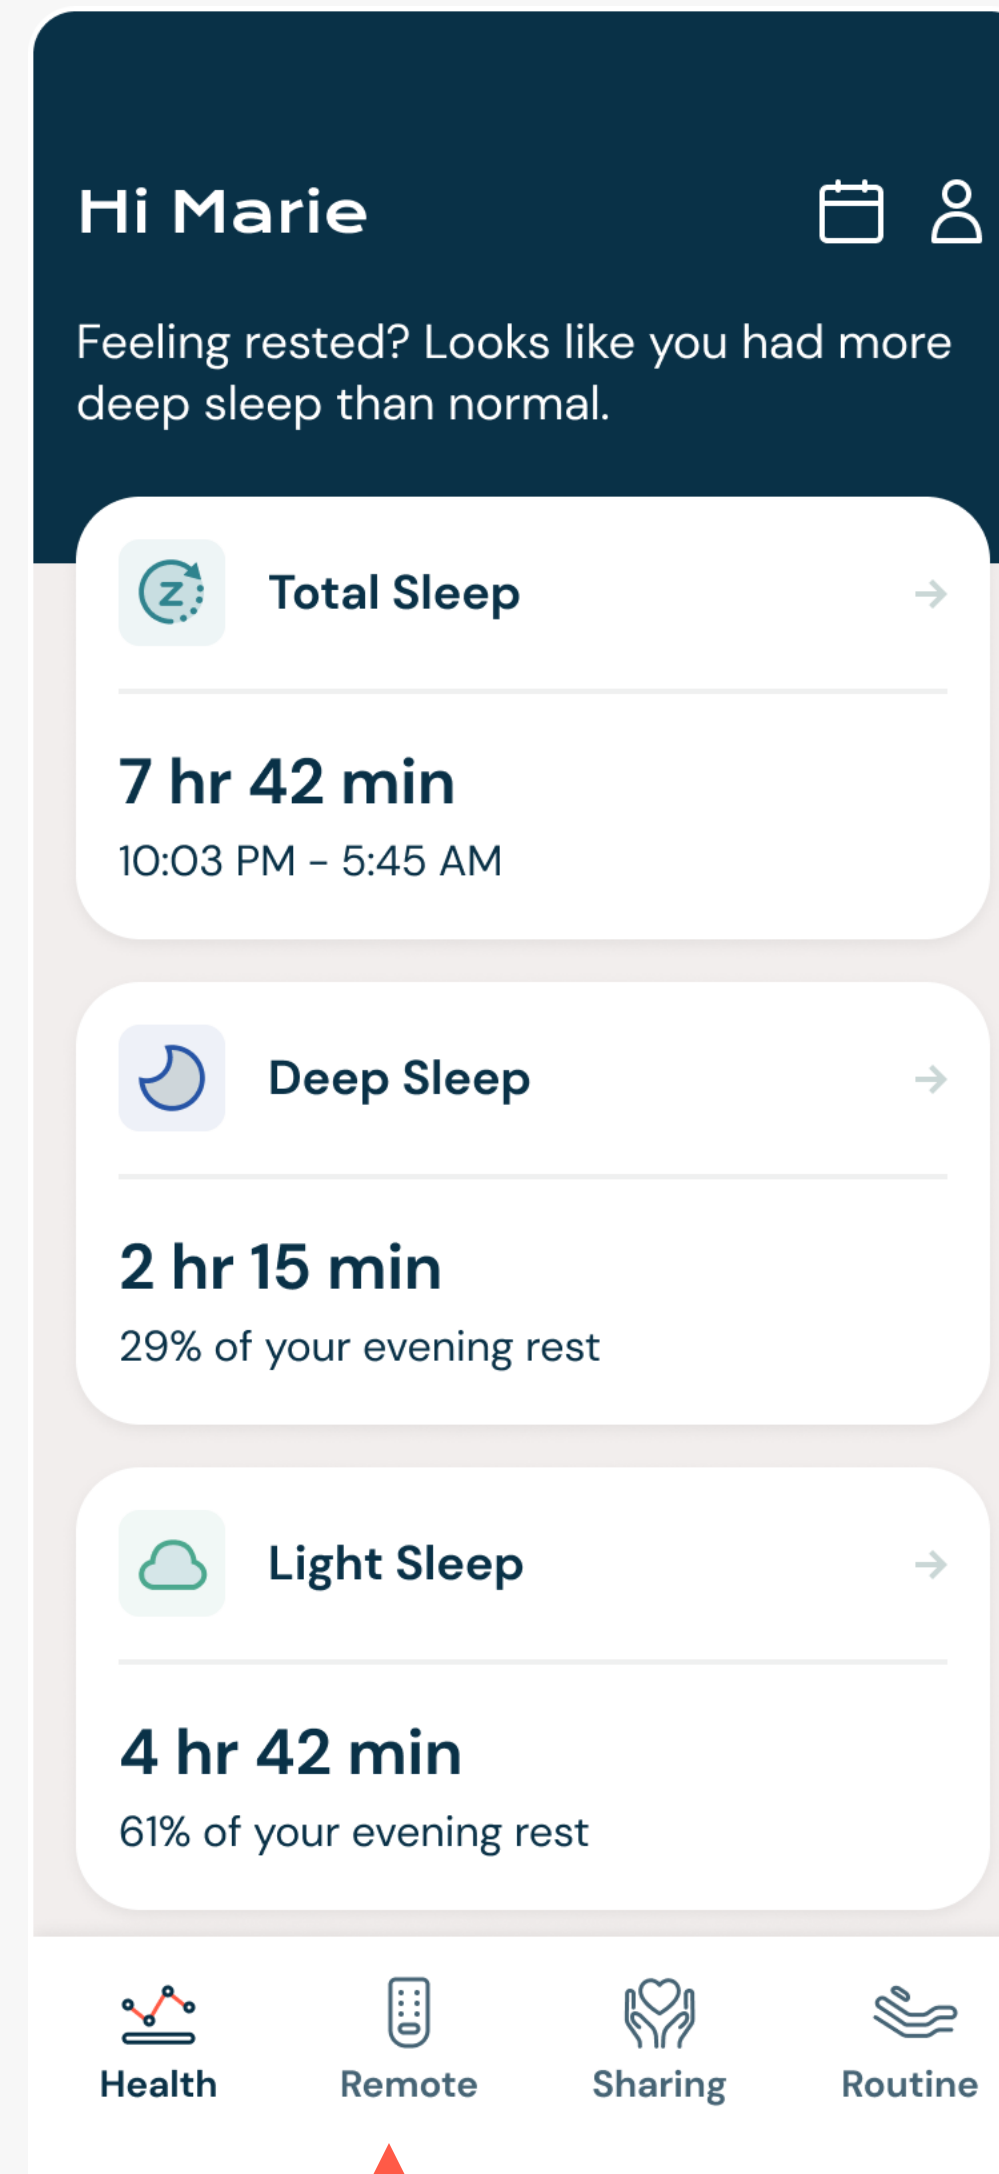 Hi Marie
Feeling rested? Looks like you had more
deep sleep than normal.
Z
Total Sleep
7 hr 42 min
10:03 PM – 5:45 AM
Deep Sleep
2 hr 15 min
29% of your evening rest
Light Sleep
4 hr 42 min
61% of your evening rest
Health
Remote
Sharing
Routine